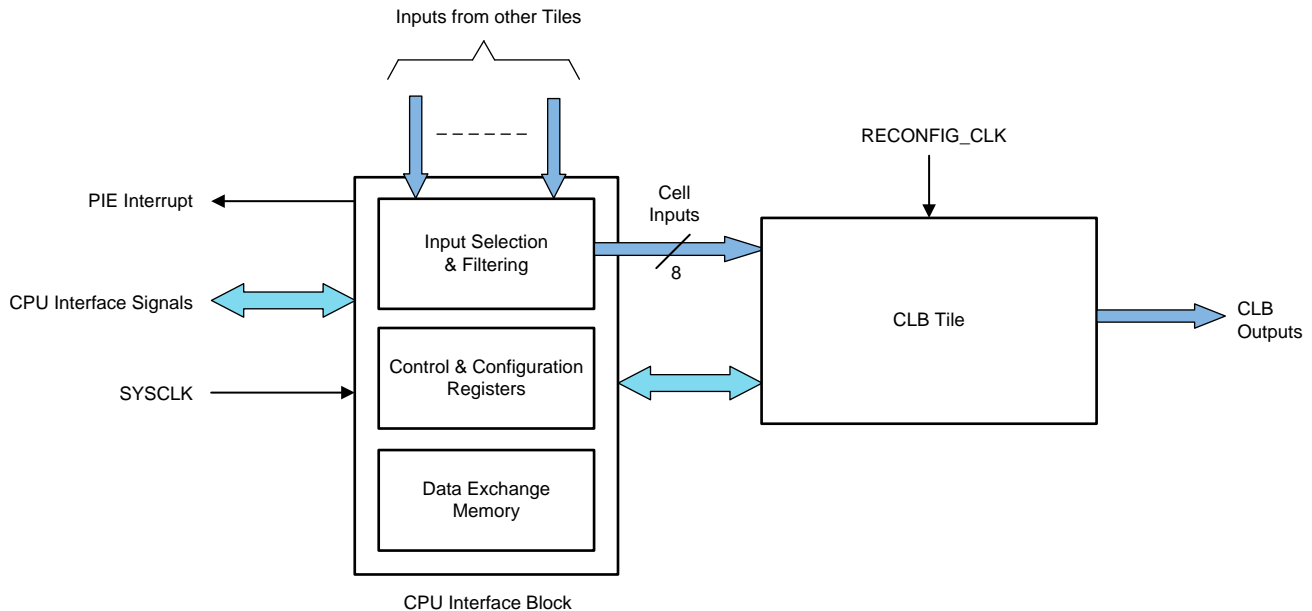 Inputs from other Tiles
RECONFIG_CLK
PIE Interrupt
Cell
Inputs
8
Input Selection
& Filtering
CPU Interface Signals
CLB Tile
CLB
Outputs
Control & Configuration
Registers
SYSCLK
Data Exchange
Memory
CPU Interface Block